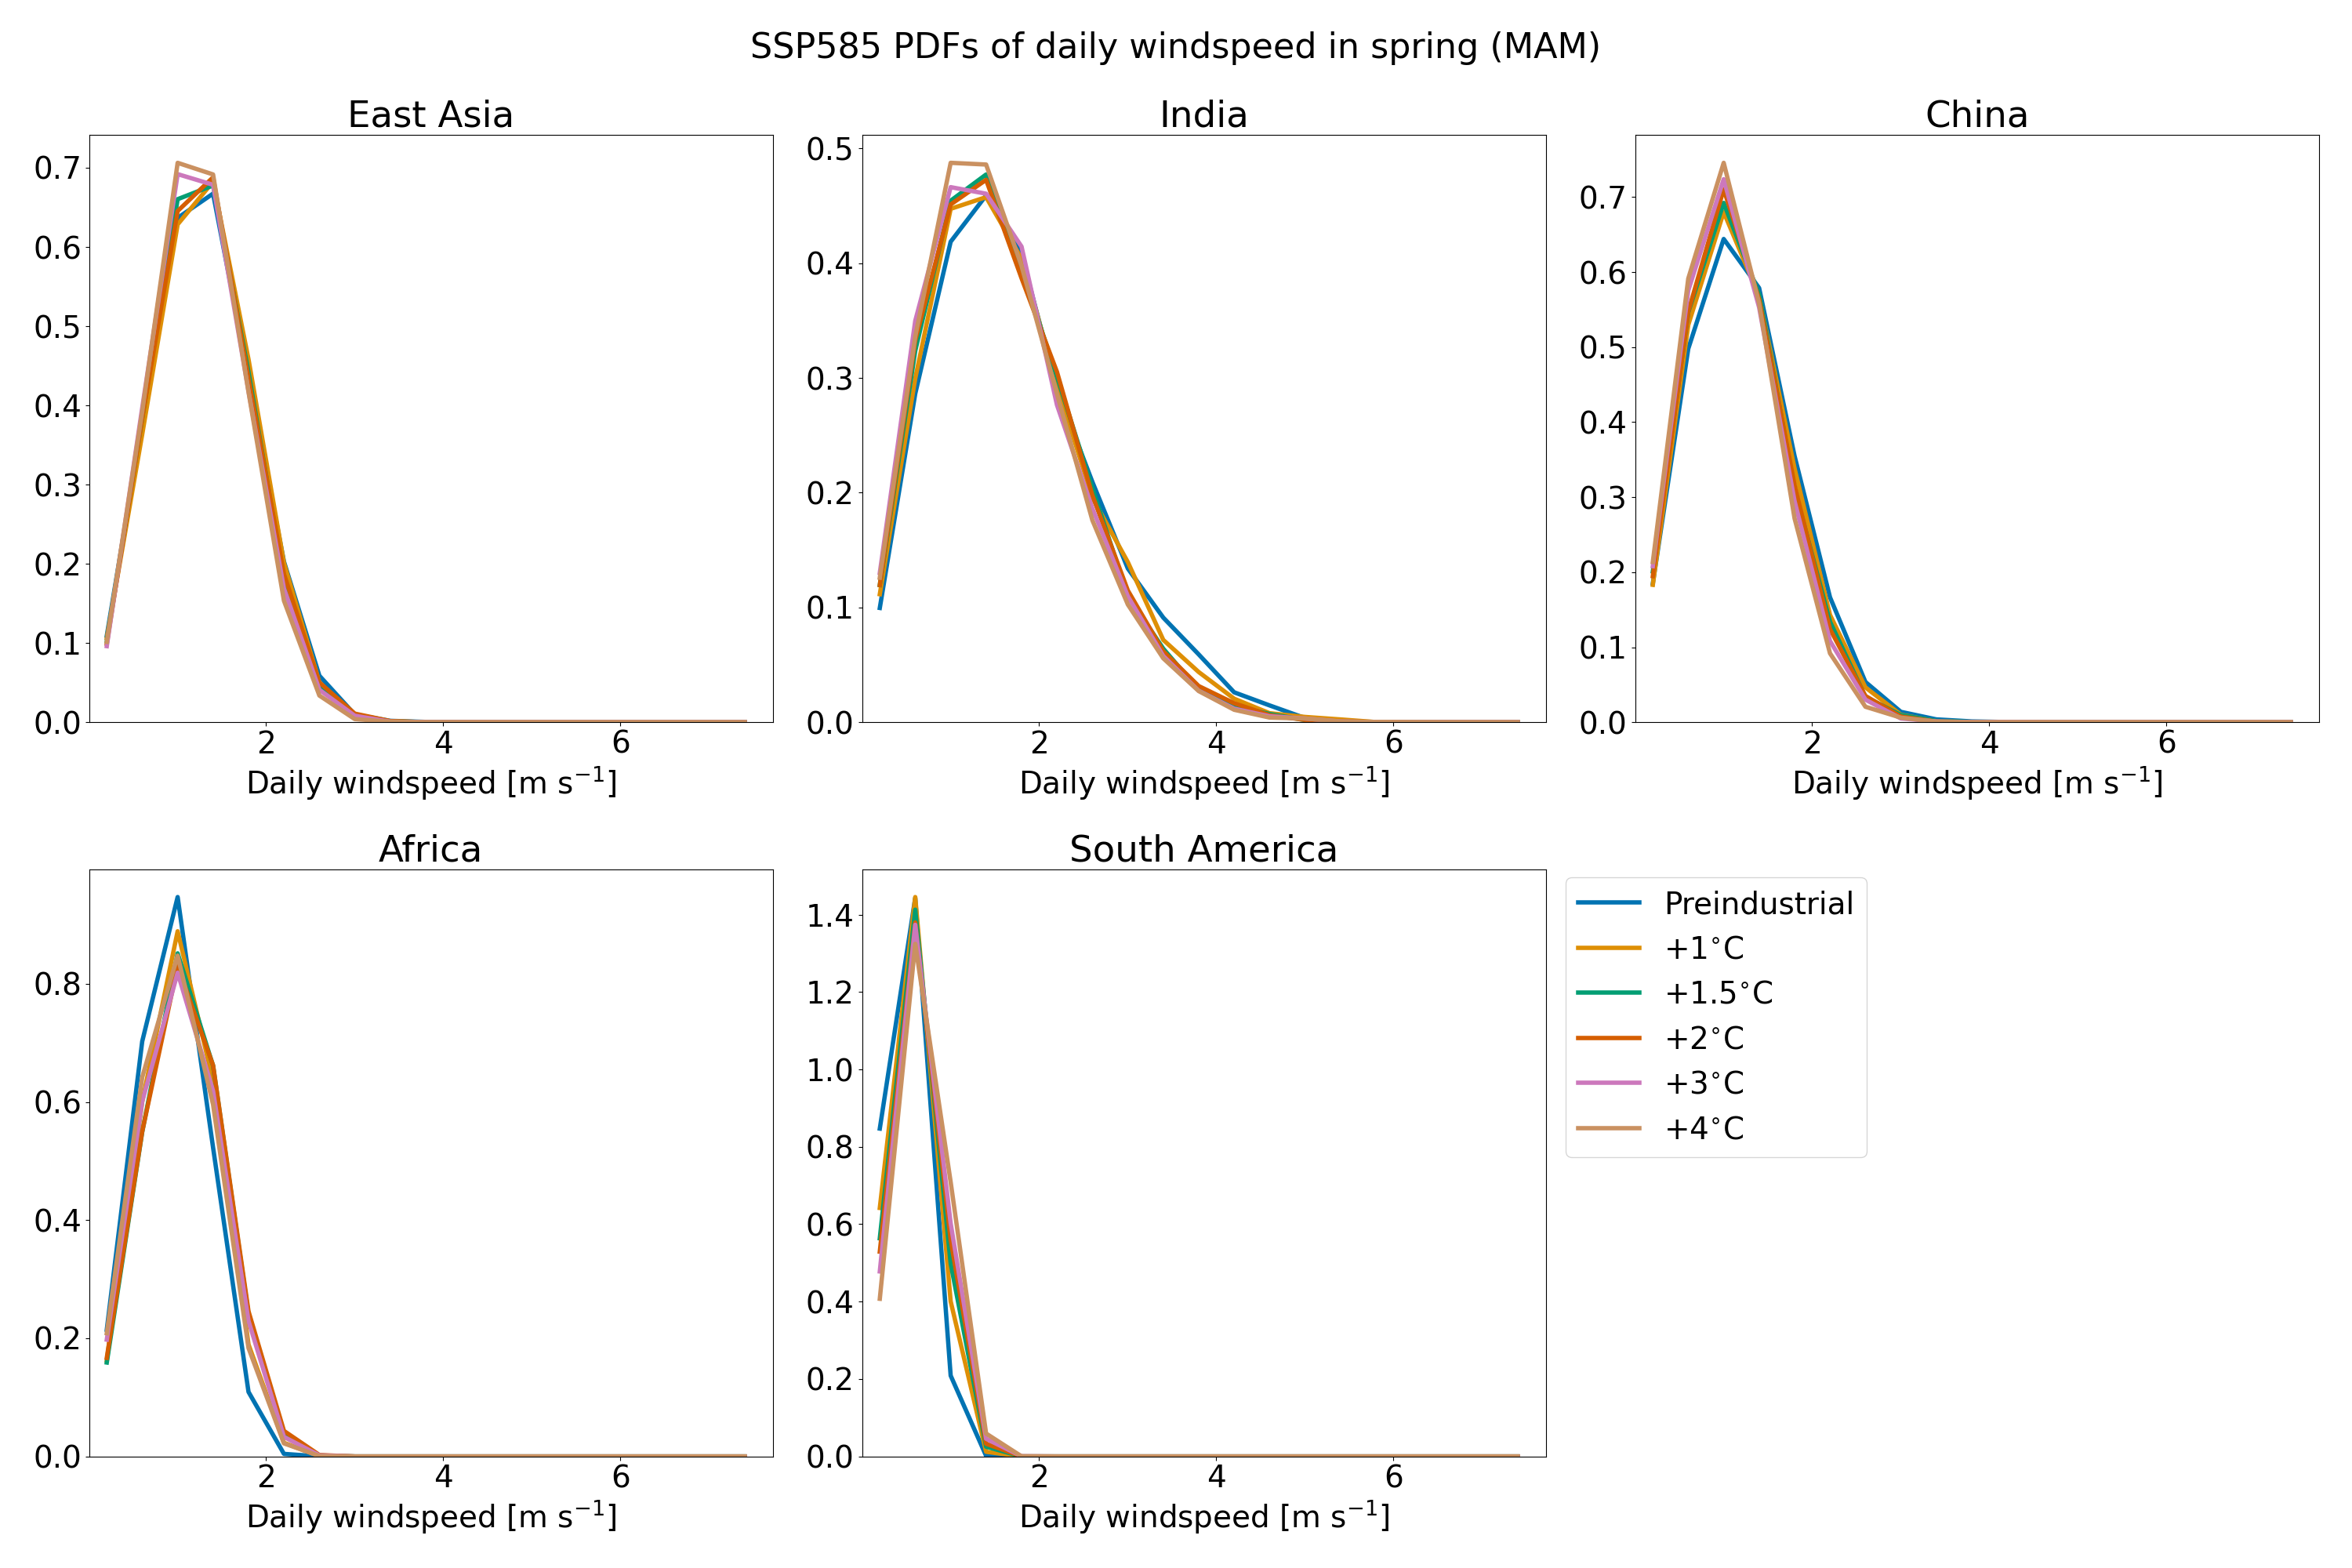 SSP585 PDFs of daily windspeed in spring (MAM)
East Asia
0.7
0.6
0.5
0.4
0.3
0.2
0.1
0.0
2 4 6
Daily windspeed [m s⁻¹]
India
0.5
0.4
0.3
0.2
0.1
0.0
2 4 6
Daily windspeed [m s⁻¹]
China
0.7
0.6
0.5
0.4
0.3
0.2
0.1
0.0
2 4 6
Daily windspeed [m s⁻¹]
Africa
0.8
0.6
0.4
0.2
0.0
2 4 6
Daily windspeed [m s⁻¹]
South America
1.4
1.2
1.0
0.8
0.6
0.4
0.2
0.0
2 4 6
Daily windspeed [m s⁻¹]
Preindustrial
+1°C
+1.5°C
+2°C
+3°C
+4°C